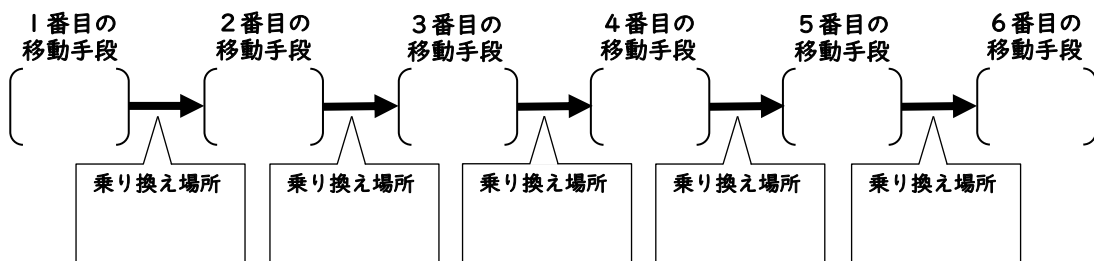 １番目の
移動手段
２番目の
移動手段
３番目の
移動手段
４番目の
移動手段
５番目の
移動手段
６番目の
移動手段
乗り換え場所
乗り換え場所
乗り換え場所
乗り換え場所
乗り換え場所